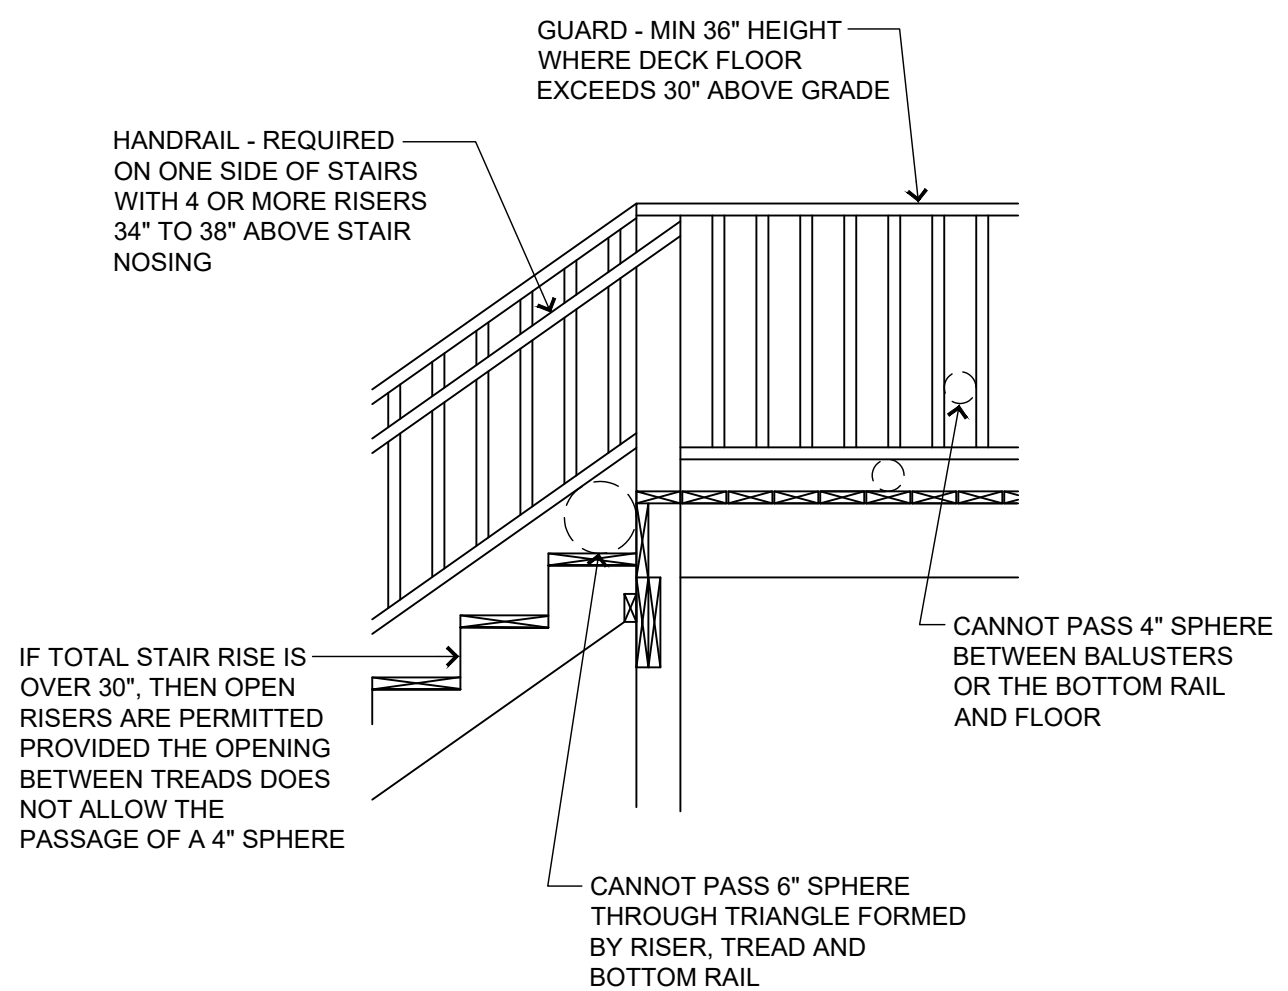 GUARD - MIN 36" HEIGHT
WHERE DECK FLOOR
EXCEEDS 30" ABOVE GRADE
HANDRAIL - REQUIRED
ON ONE SIDE OF STAIRS
WITH 4 OR MORE RISERS
34" TO 38" ABOVE STAIR
NOSING
CANNOT PASS 4" SPHERE
BETWEEN BALUSTERS
OR THE BOTTOM RAIL
AND FLOOR
IF TOTAL STAIR RISE IS
OVER 30", THEN OPEN
RISERS ARE PERMITTED
PROVIDED THE OPENING
BETWEEN TREADS DOES
NOT ALLOW THE
PASSAGE OF A 4" SPHERE
CANNOT PASS 6" SPHERE
THROUGH TRIANGLE FORMED
BY RISER, TREAD AND
BOTTOM RAIL